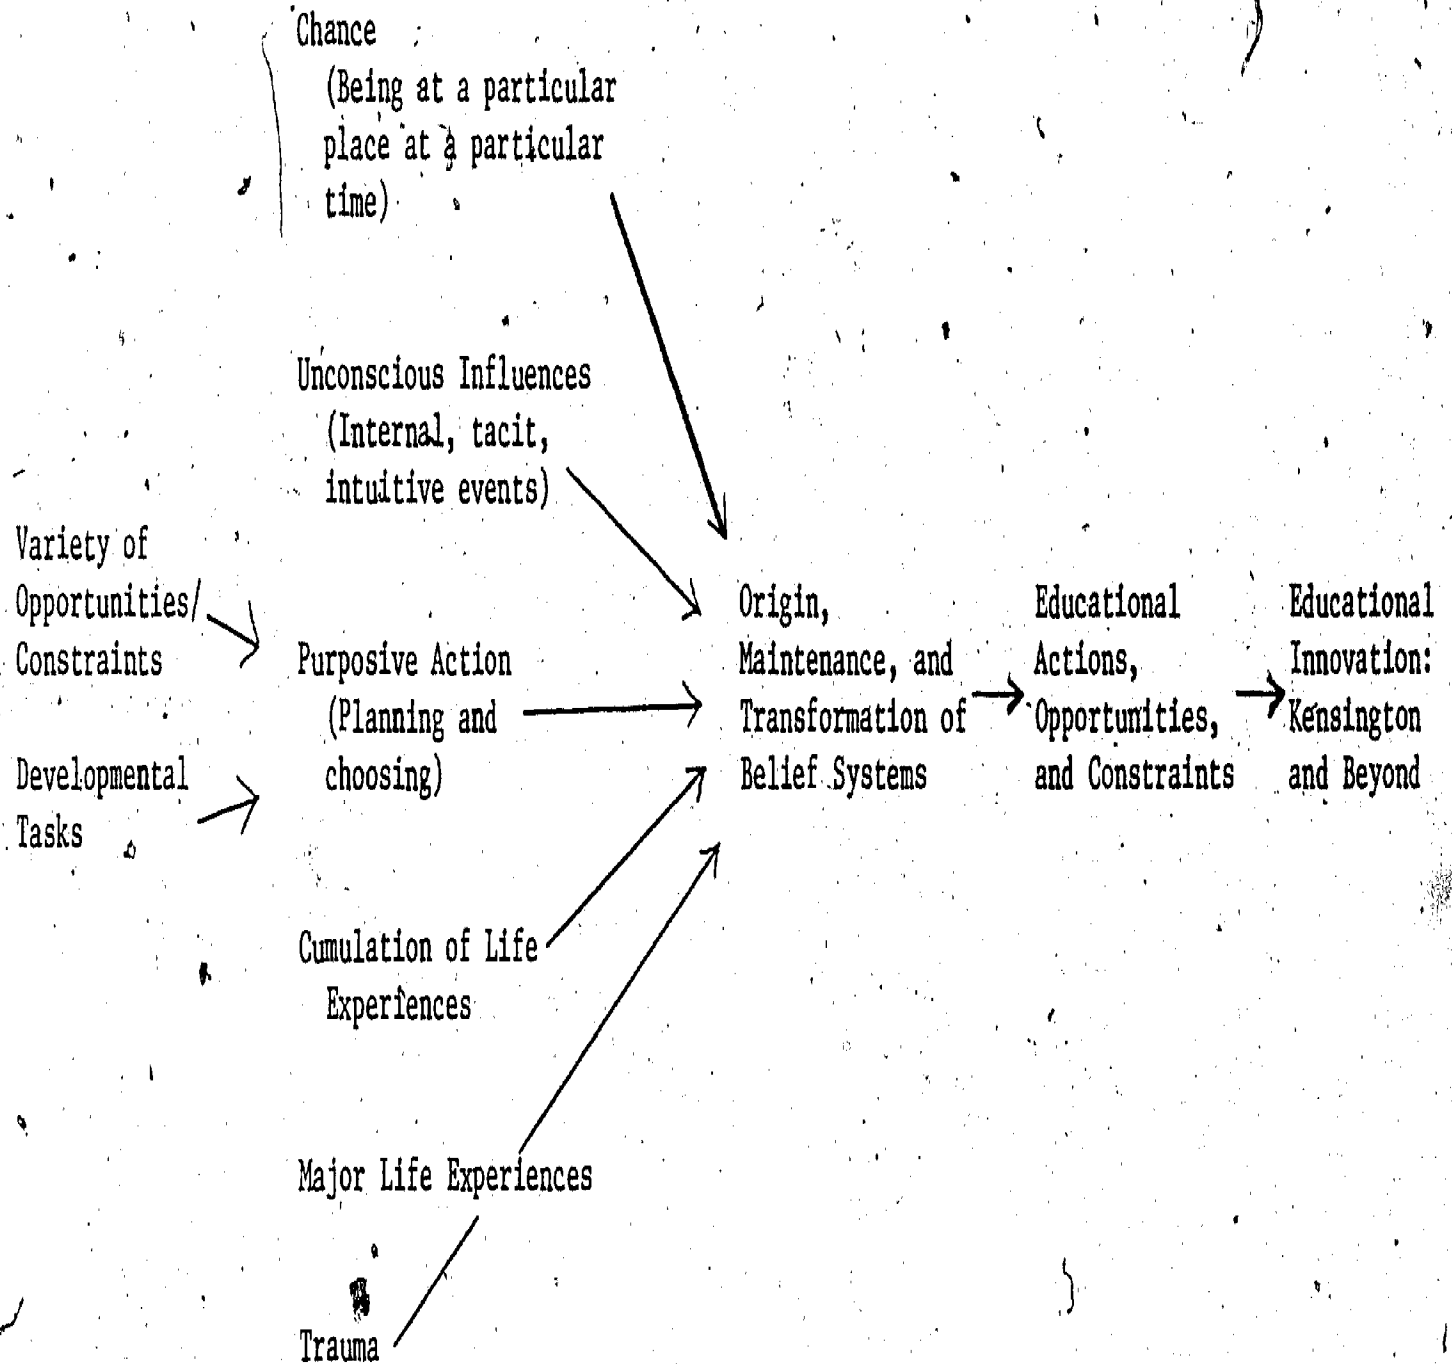 Chance
(Being at a particular
place at a particular
time)
Unconscious Influences
(Internal, tacit,
intuitive events)
Variety of
Opportunities/
Constraints
Developmental
Tasks
Purposive Action
(Planning and
choosing)
Cumulation of Life
Experiences
Major Life Experiences
Trauma
Origin,
Maintenance, and
Transformation of
Belief Systems
Educational
Actions,
Opportunities,
and Constraints
Educational
Innovation:
Kensington
and Beyond